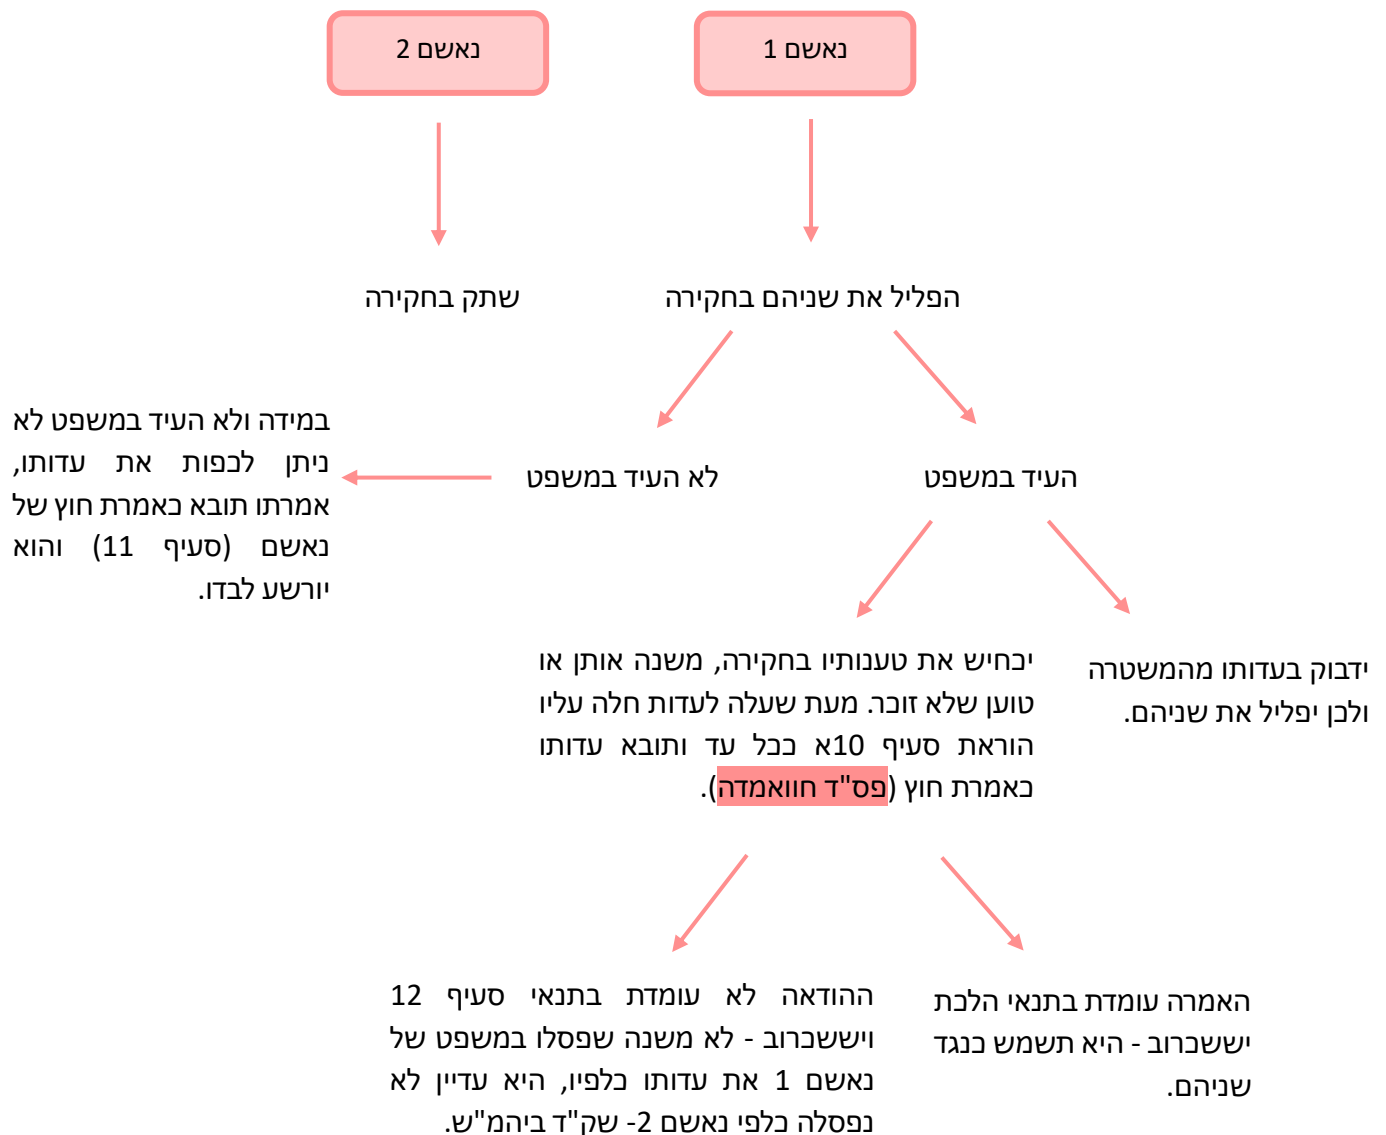 נאשם 1
נאשם 2
הפליל את שניהם בחקירה
שתק בחקירה
העיד במשפט
לא העיד במשפט
במידה ולא העיד במשפט לא
ניתן לכפות את עדותו,
אמרתו תובא כאמרת חוץ של
נאשם (סעיף 11) והוא
יורשע לבדו.
ידבוק בעדותו מהמשטרה
ולכן יפליל את שניהם.
יכחיש את טענותיו בחקירה, משנה אותן או
טוען שלא זוכר. מעת שעלה לעדות חלה עליו
הוראת סעיף 10א ככל עד ותובא עדותו
כאמרת חוץ (פס"ד חוואמדה).
האמרה עומדת בתנאי הלכת
יששכרוב - היא תשמש כנגד
שניהם.
ההודאה לא עומדת בתנאי סעיף 12
ויששכרוב - לא משנה שפסלו במשפט של
נאשם 1 את עדותו כלפיו, היא עדיין לא
נפסלה כלפי נאשם 2- שק"ד ביהמ"ש.